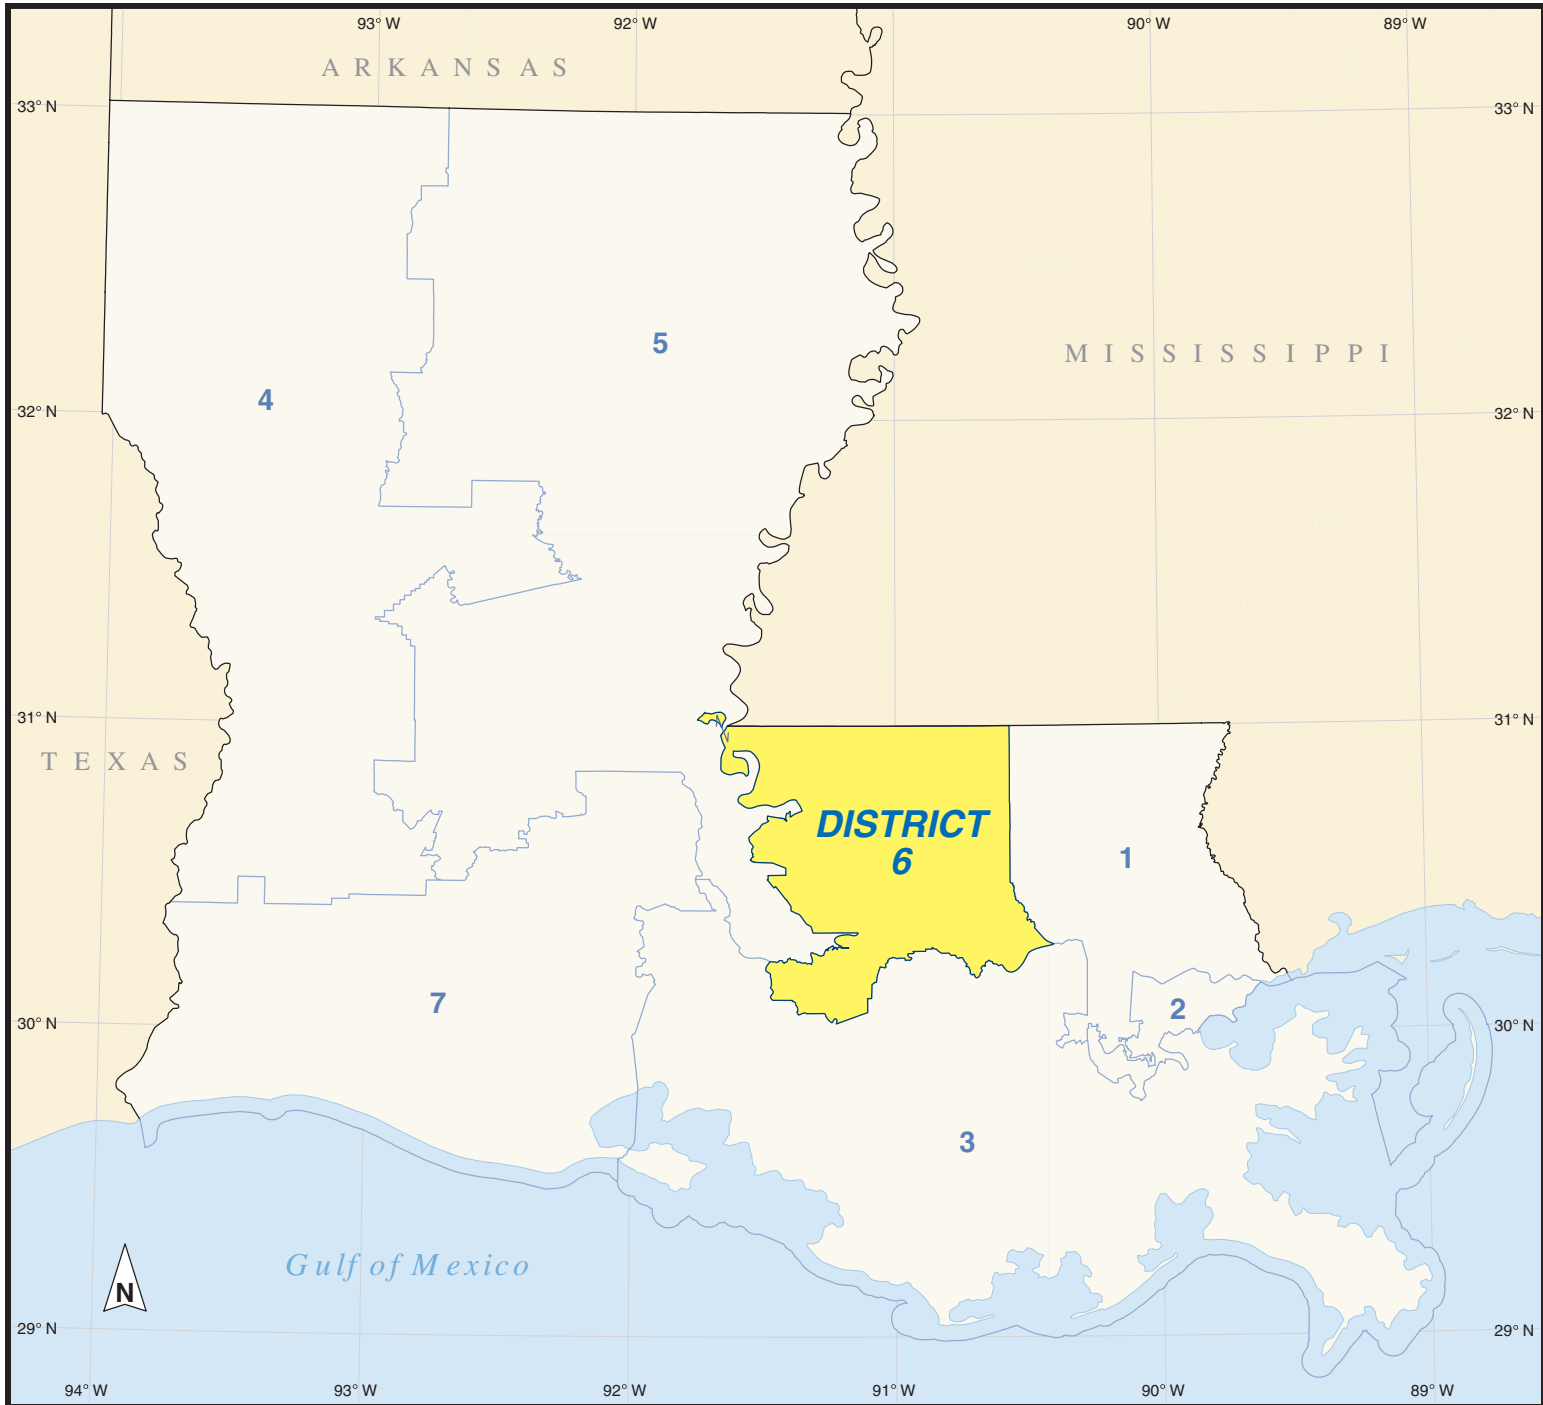 93° W 92° W 90° W 89° W
ARKANSAS
33° N 33° N
5
MISSISSIPPI
4
32° N 32° N
31° N 31° N
TEXAS
DISTRICT
6
1
7
2
30° N 30° N
3
Gulf of Mexico
N
29° N 29° N
94° W 93° W 92° W 91° W 90° W 89° W